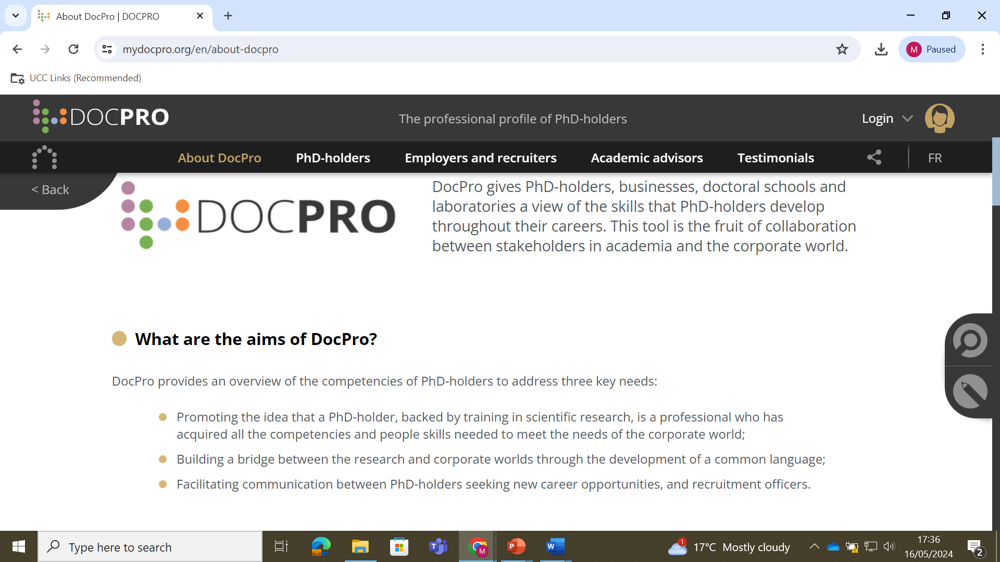 About DocPro | DOCPRO
mydocpro.org/en/about-docpro
M Paused
UCC Links (Recommended)
DOCPRO
The professional profile of PhD-holders
Login
About DocPro PhD-holders Employers and recruiters Academic advisors Testimonials FR
< Back
DOCPRO
DocPro gives PhD-holders, businesses, doctoral schools and
laboratories a view of the skills that PhD-holders develop
throughout their careers. This tool is the fruit of collaboration
between stakeholders in academia and the corporate world.
What are the aims of DocPro?
DocPro provides an overview of the competencies of PhD-holders to address three key needs:
Promoting the idea that a PhD-holder, backed by training in scientific research, is a professional who has
acquired all the competencies and people skills needed to meet the needs of the corporate world;
Building a bridge between the research and corporate worlds through the development of a common language;
Facilitating communication between PhD-holders seeking new career opportunities, and recruitment officers.
Type here to search
T
M
P
W
1
17°C Mostly cloudy
17:36
16/05/2024
2